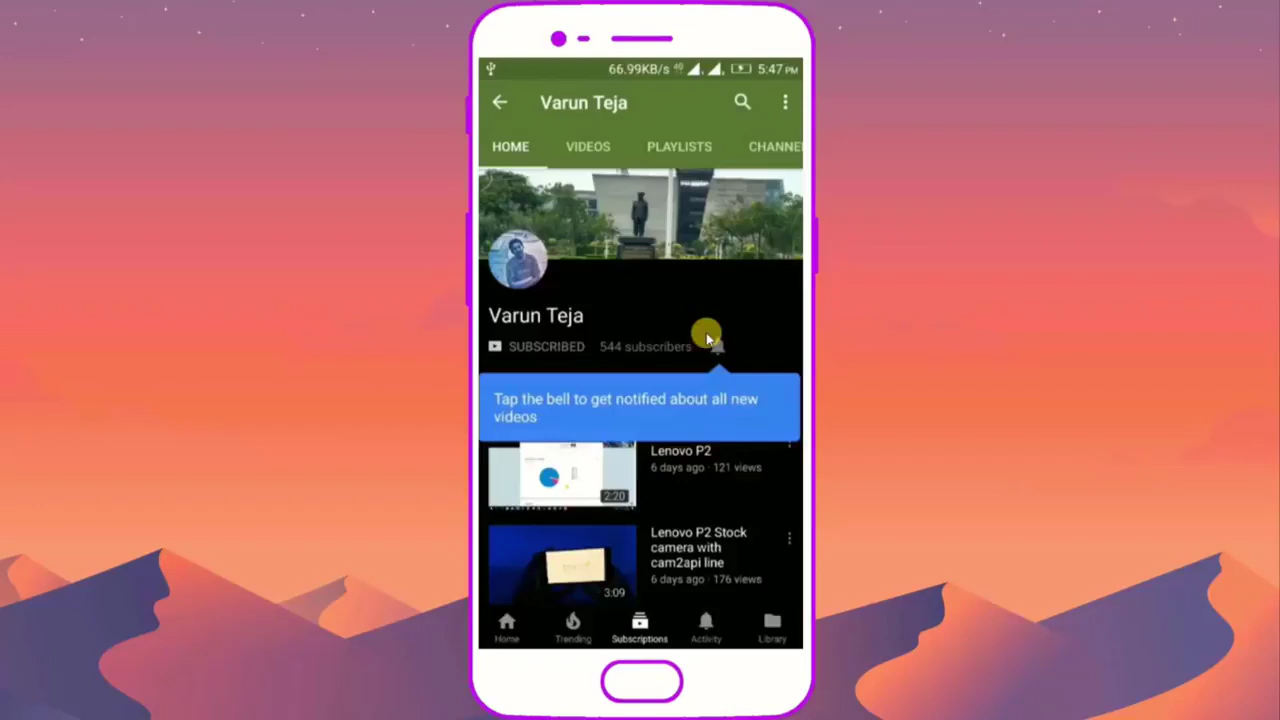 66.99KB/s 4G 5:47 PM
Varun Teja
HOME VIDEOS PLAYLISTS CHANNE
Varun Teja
SUBSCRIBED 544 subscribers
Tap the bell to get notified about all new
videos
Lenovo P2
6 days ago · 121 views
2:20
Lenovo P2 Stock
camera with
cam2api line
6 days ago · 176 views
3:09
Home Trending Subscriptions Activity Library